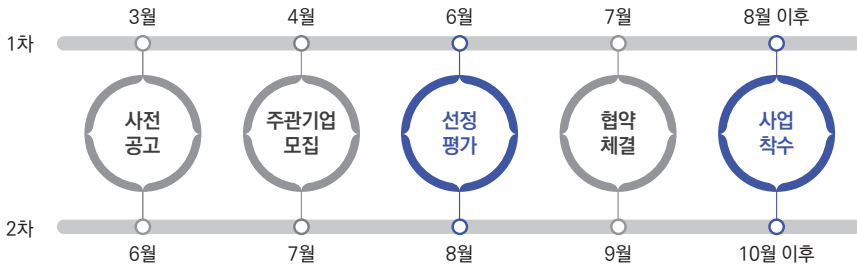 3월 4월 6월 7월 8월 이후
1차
사전 공고
주관기업 모집
선정 평가
협약 체결
사업 착수
2차
6월 7월 8월 9월 10월 이후